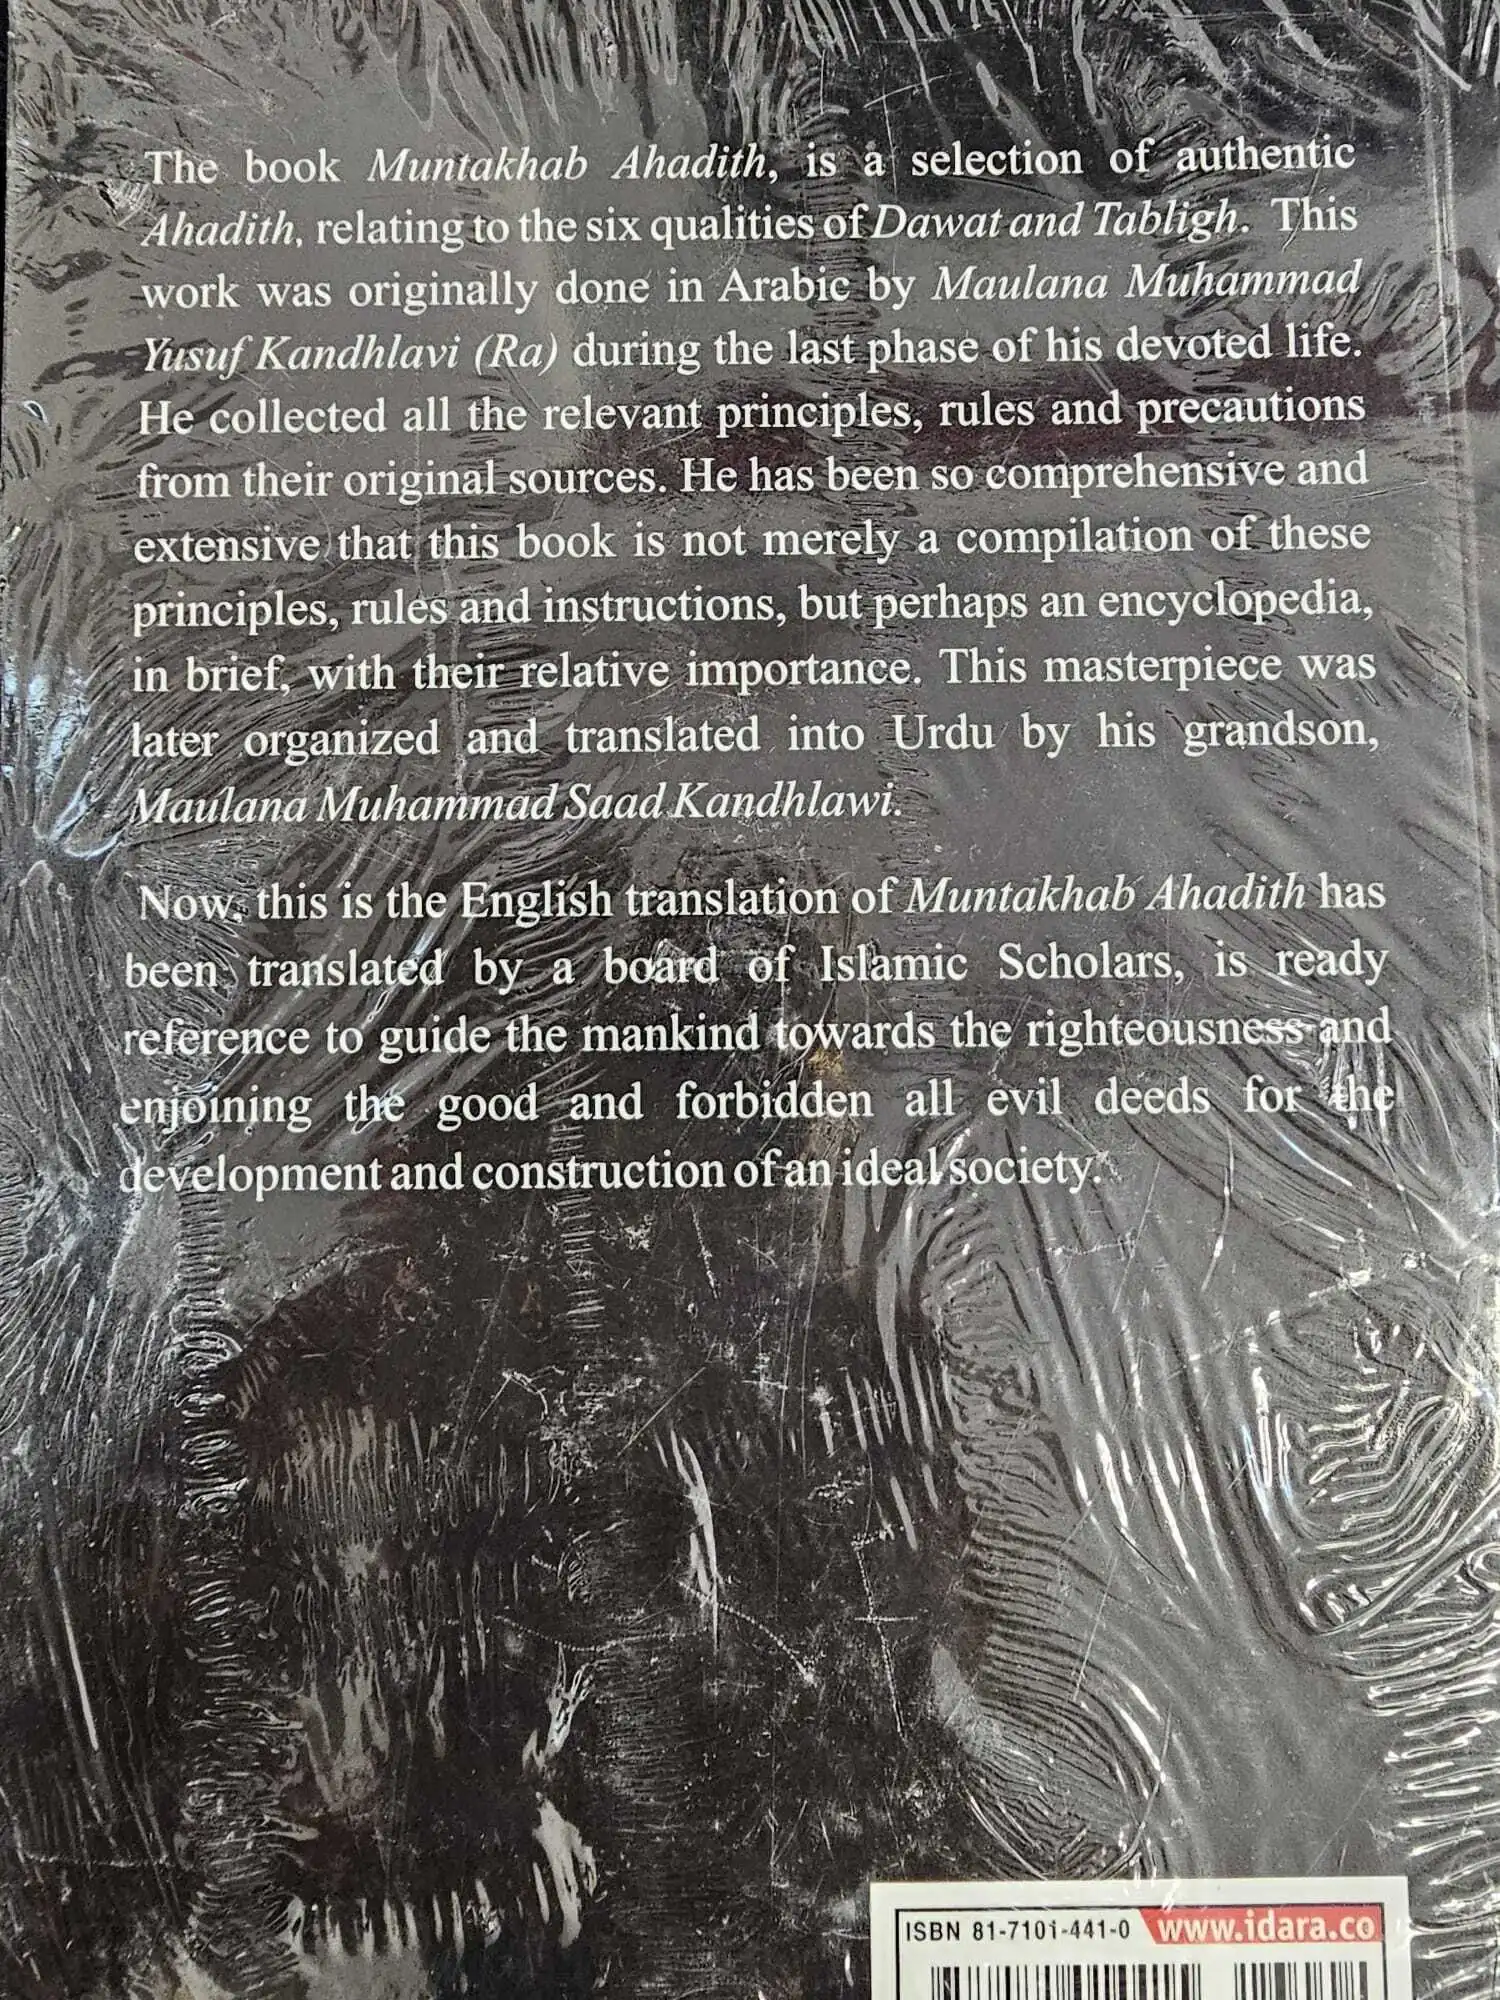 The book Muntakhab Ahadith, is a selection of authentic
Ahadith, relating to the six qualities of Dawat and Tabligh. This
work was originally done in Arabic by Maulana Muhammad
Yusuf Kandhlavi (Ra) during the last phase of his devoted life.
He collected all the relevant principles, rules and precautions
from their original sources. He has been so comprehensive and
extensive that this book is not merely a compilation of these
principles, rules and instructions, but perhaps an encyclopedia,
in brief, with their relative importance. This masterpiece was
later organized and translated into Urdu by his grandson,
Maulana Muhammad Saad Kandhlawi.
Now, this is the English translation of Muntakhab Ahadith has
been translated by a board of Islamic Scholars, is ready
reference to guide the mankind towards the righteousness and
enjoining the good and forbidden all evil deeds for the
development and construction of an ideal society.
ISBN 81-7101-441-0 www.idara.co